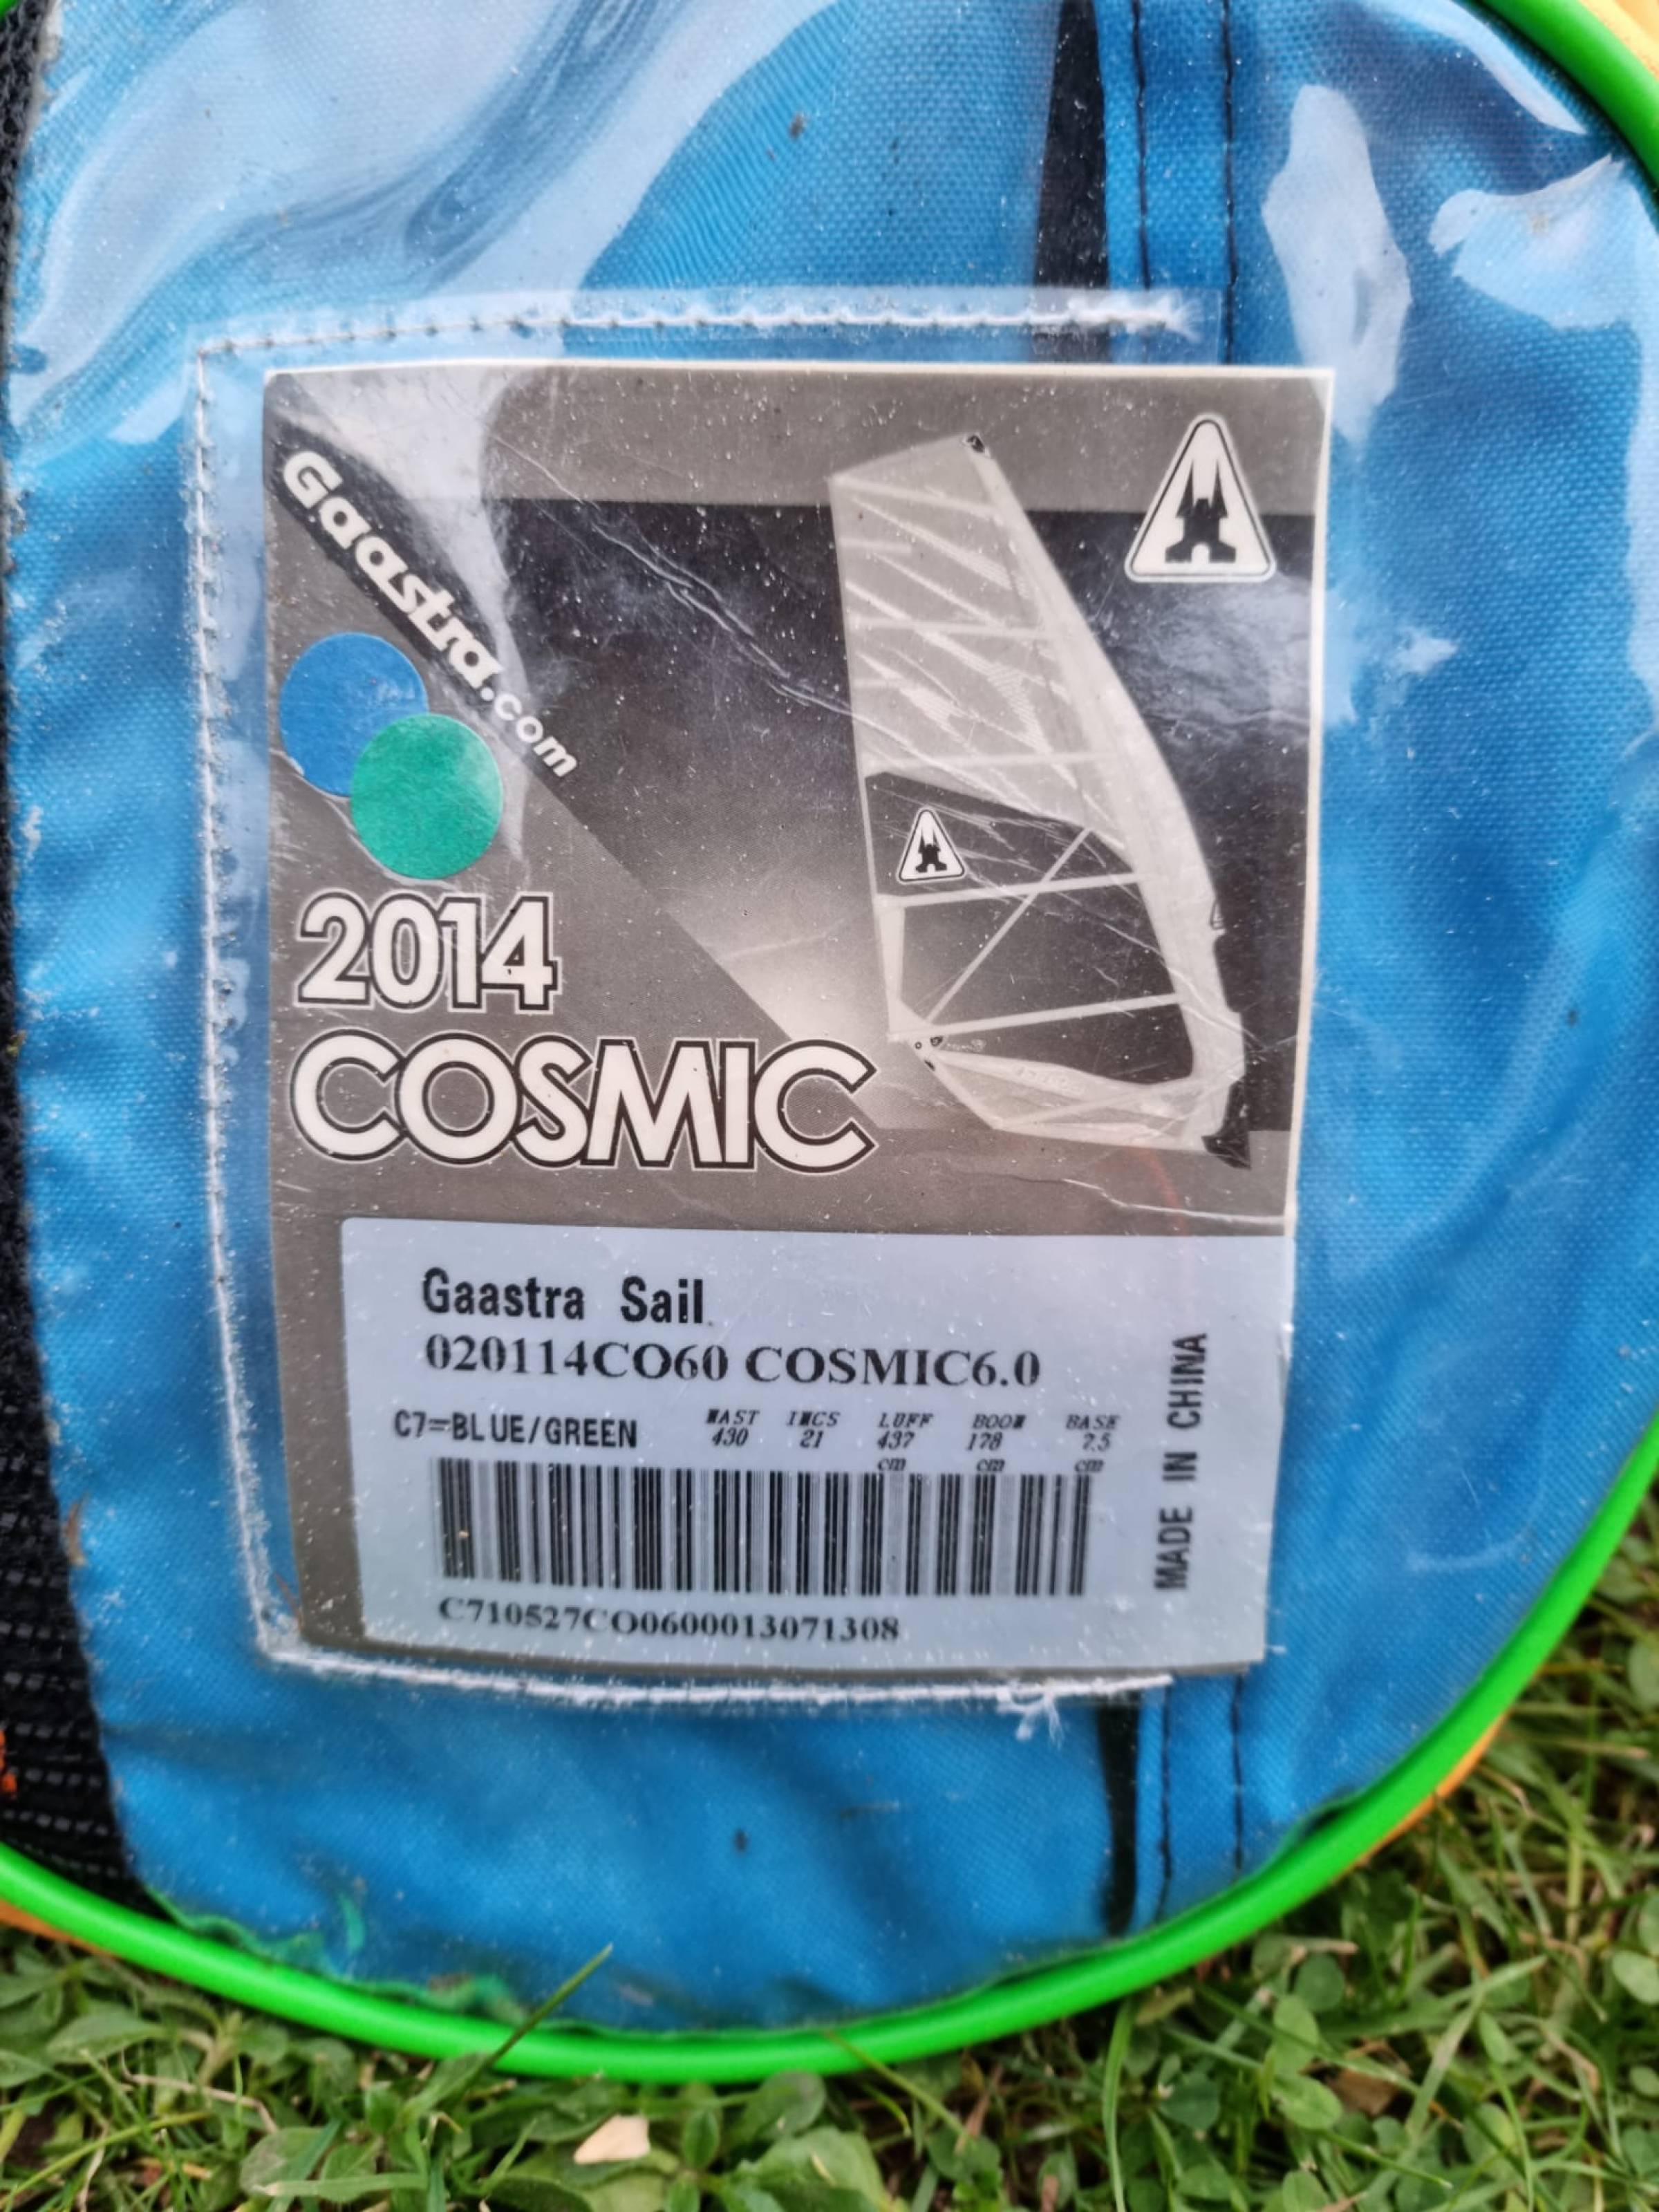 Gaastra.com
2014
COSMIC
Gaastra Sail
020114CO60 COSMIC6.0
C7=BLUE/GREEN
MAST IMCS LUFF BOOM BASE
430 21 437 178 7.5
cm cm cm
C710527CO0600013071308
MADE IN CHINA